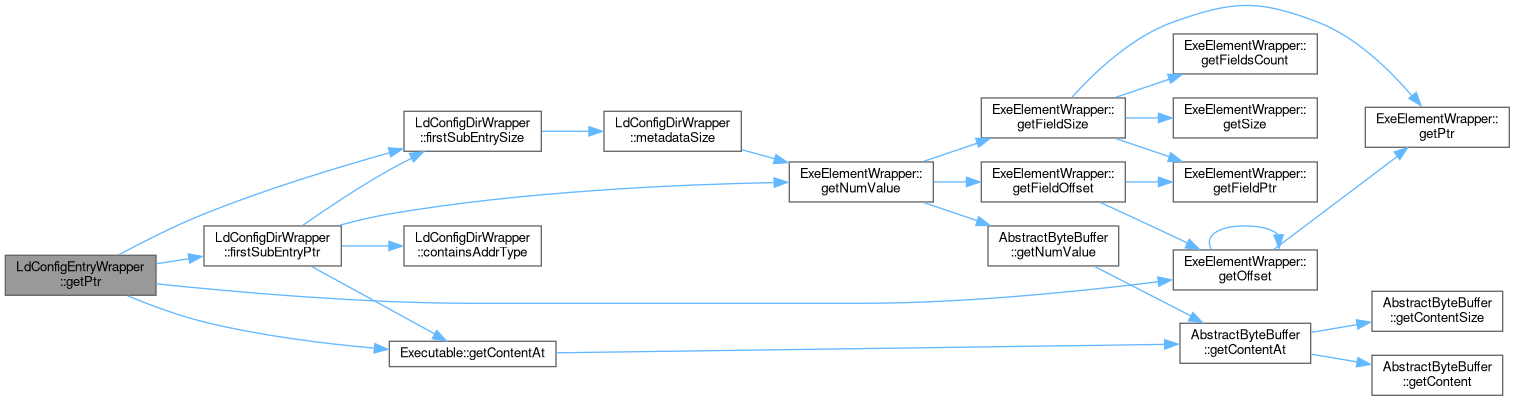 LdConfigEntryWrapper
::getPtr
LdConfigDirWrapper
::firstSubEntrySize
LdConfigDirWrapper
::firstSubEntryPtr
LdConfigDirWrapper
::containsAddrType
Executable::getContentAt
LdConfigDirWrapper
::metadataSize
ExeElementWrapper::
getNumValue
ExeElementWrapper::
getFieldSize
ExeElementWrapper::
getFieldOffset
AbstractByteBuffer
::getNumValue
ExeElementWrapper::
getFieldsCount
ExeElementWrapper::
getSize
ExeElementWrapper::
getFieldPtr
ExeElementWrapper::
getOffset
AbstractByteBuffer
::getContentAt
ExeElementWrapper::
getPtr
AbstractByteBuffer
::getContentSize
AbstractByteBuffer
::getContent